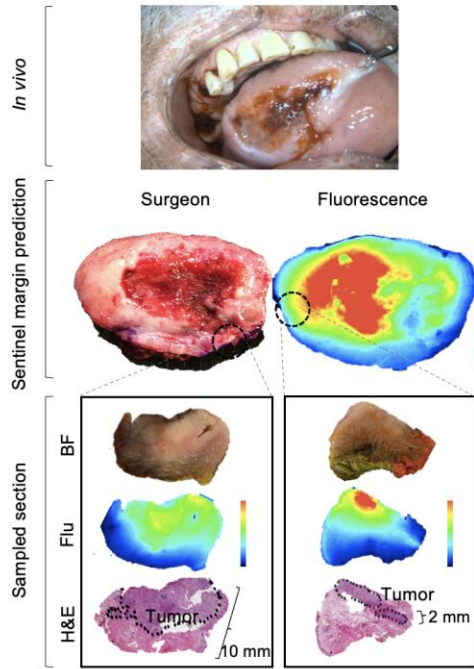 In vivo
Surgeon
Fluorescence
Sentinel margin prediction
Sampled section
BF
Flu
H&E
Tumor
10 mm
Tumor
2 mm